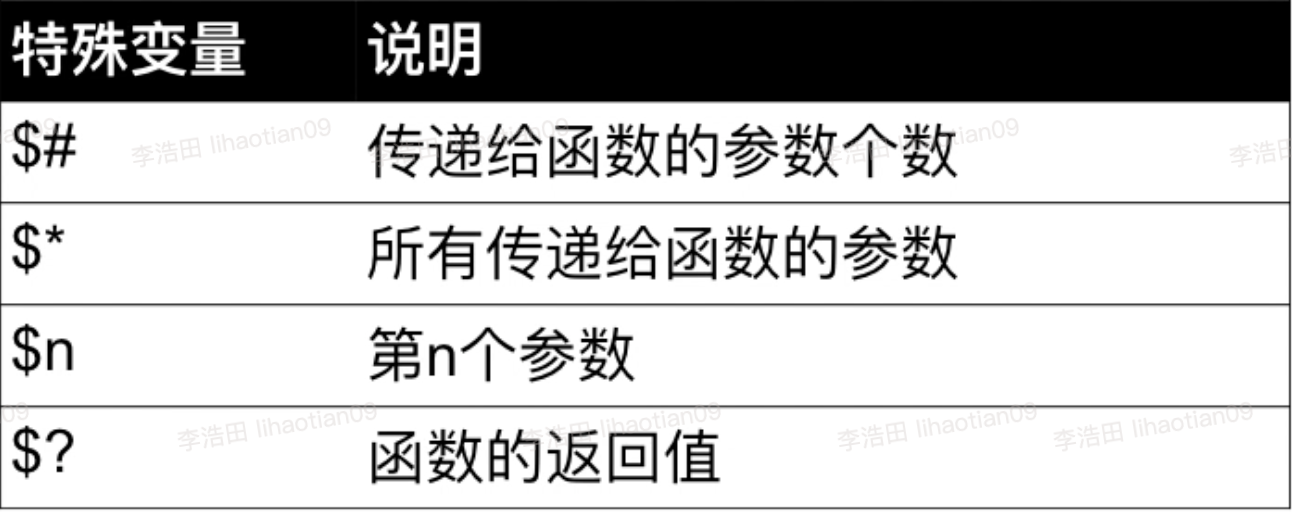 特殊变量 说明
$# 传递给函数的参数个数
$* 所有传递给函数的参数
$n 第n个参数
$? 函数的返回值
李浩田 lihaotian09